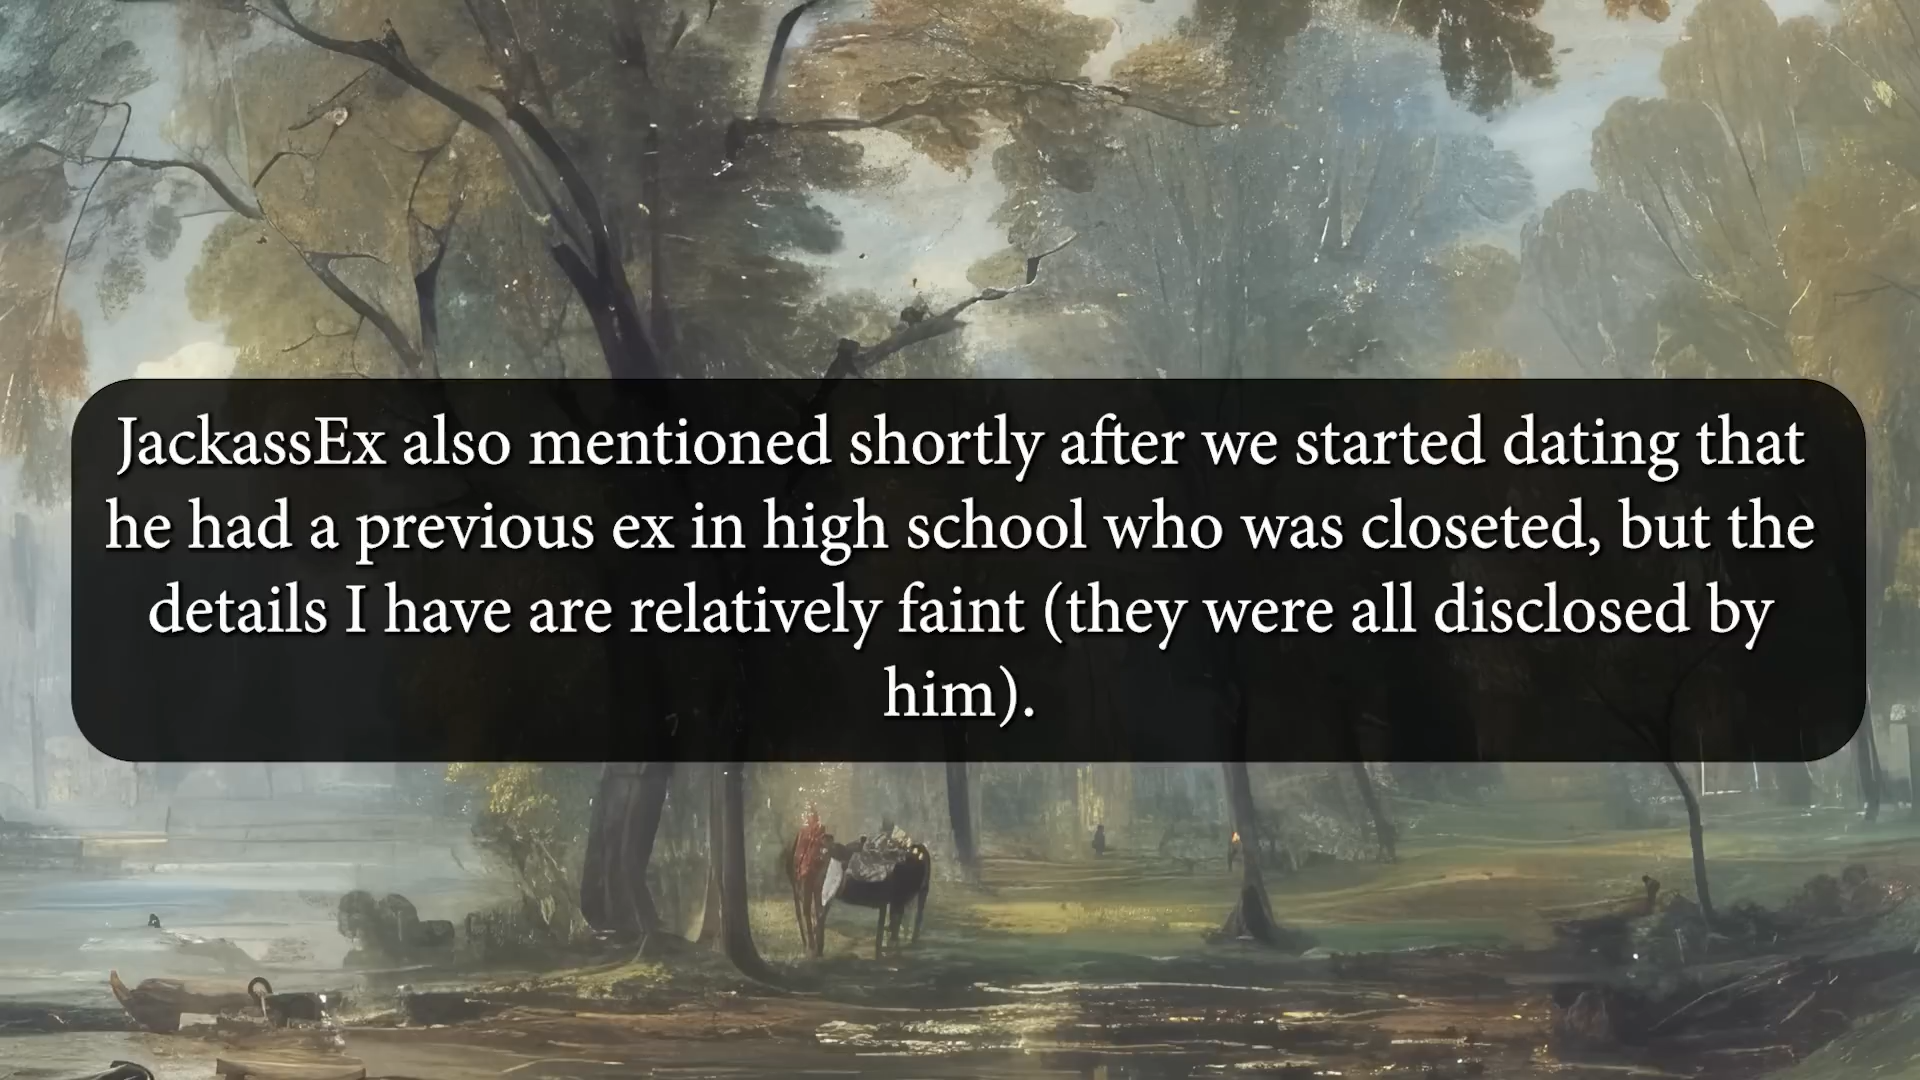 JackassEx also mentioned shortly after we started dating that
he had a previous ex in high school who was closeted, but the
details I have are relatively faint (they were all disclosed by
him).